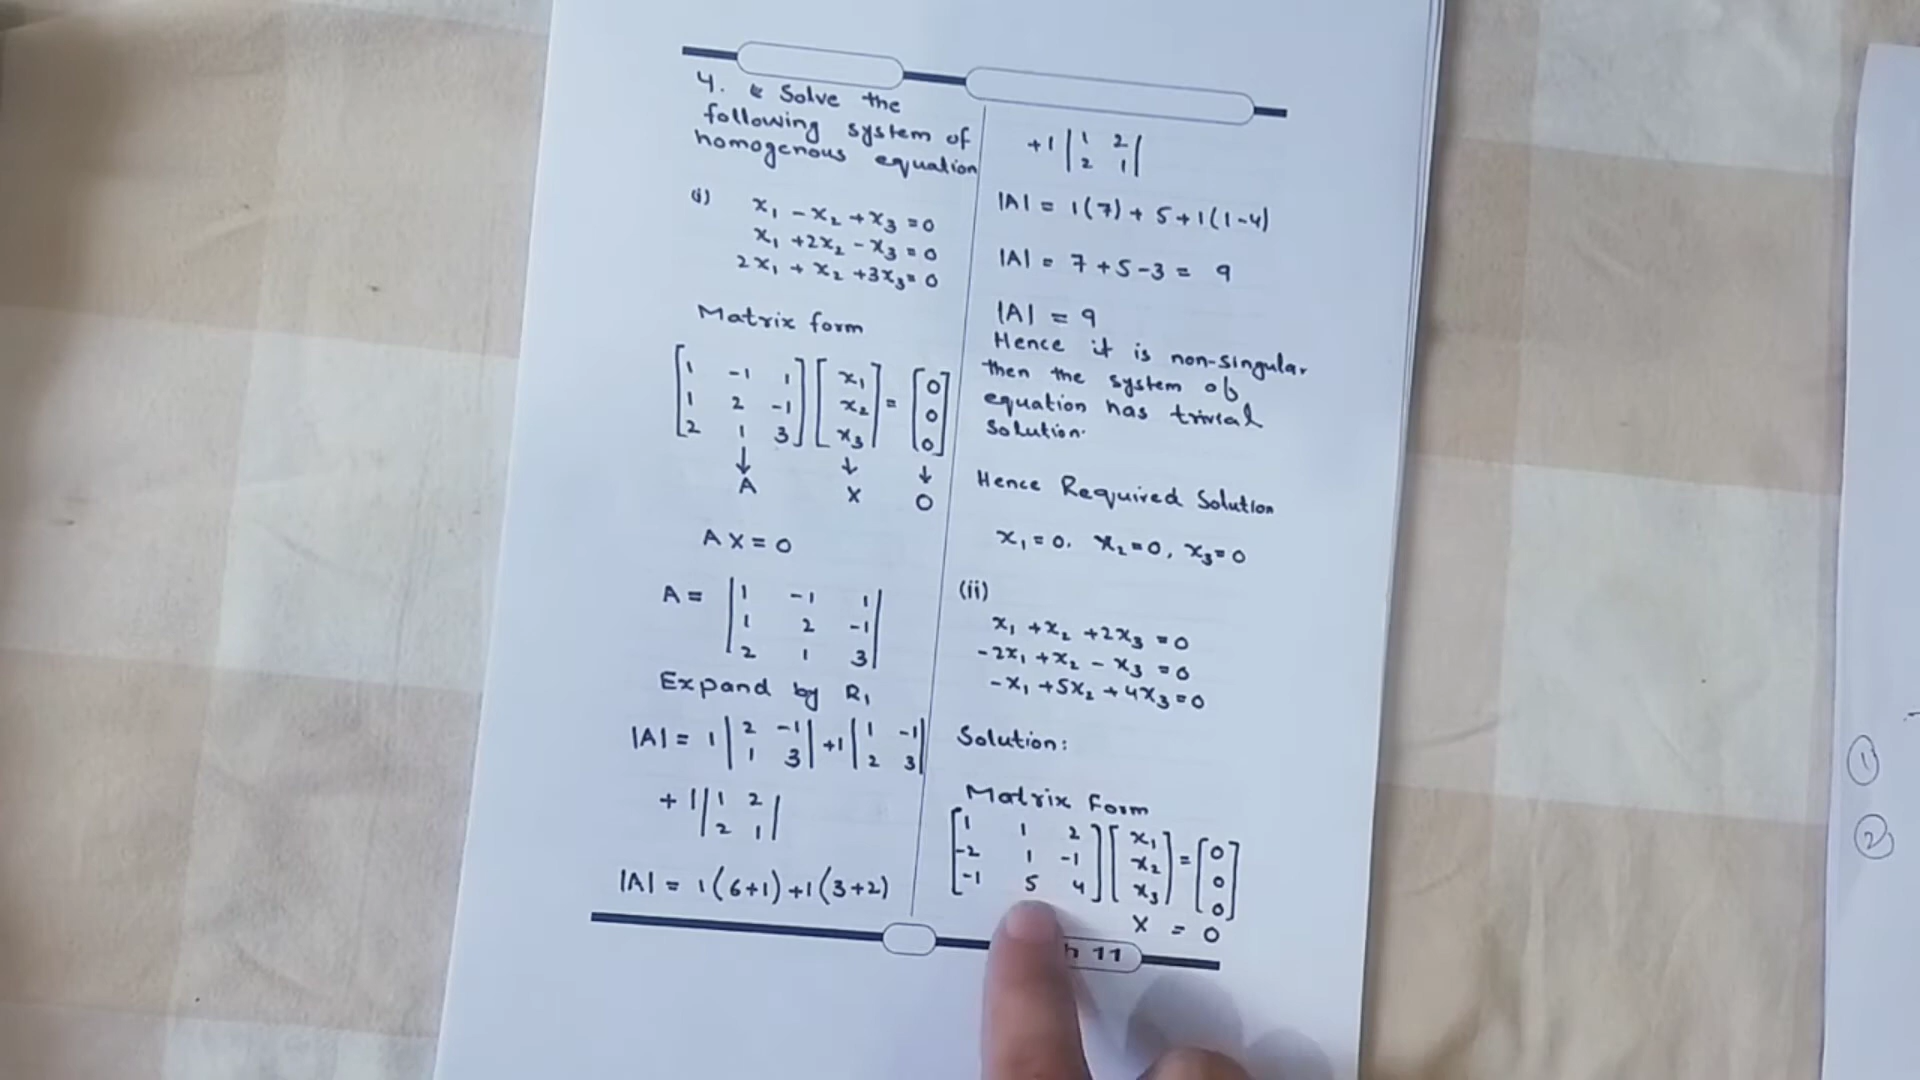 4. Solve the
following system of
homogenous equation
(i) x₁ - x₂ + x₃ = 0
x₁ + 2x₂ - x₃ = 0
2x₁ + x₂ + 3x₃ = 0
Matrix form
[1 -1 1] [x₁] = [0]
[1 2 -1] [x₂] [0]
[2 1 3] [x₃] [0]
↓ ↓ ↓
A X O
AX = 0
A = |1 -1 1|
|1 2 -1|
|2 1 3|
Expand by R₁
|A| = 1 |2 -1| +1 |1 -1|
|1 3| |2 3|
+ 1 |1 2|
|2 1|
|A| = 1(6+1) + 1(3+2)
+1 |1 2|
|2 1|
|A| = 1(7) + 5 + 1(1-4)
|A| = 7 + 5 - 3 = 9
|A| = 9
Hence it is non-singular
then the system of
equation has trivial
solution.
Hence Required Solution
x₁ = 0, x₂ = 0, x₃ = 0
(ii)
x₁ + x₂ + 2x₃ = 0
-2x₁ + x₂ - x₃ = 0
-x₁ + 5x₂ + 4x₃ = 0
Solution:
Matrix Form
[1 1 2] [x₁] = [0]
[-2 1 -1] [x₂] [0]
[-1 5 4] [x₃] [0]
X = 0
11
①
②